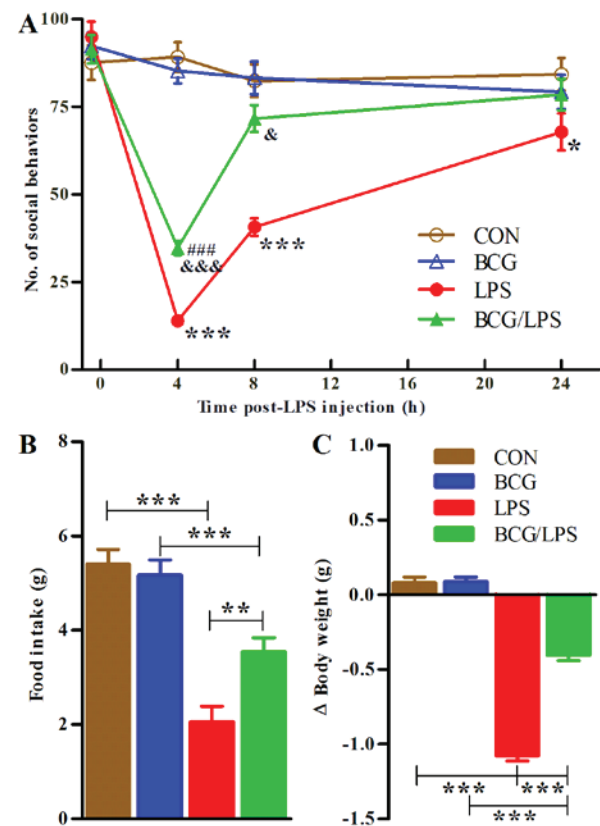 A
No. of social behaviors
100
75
50
25
0
###
&&&
***
&
***
*
CON
BCG
LPS
BCG/LPS
0 4 8 12 16 20 24
Time post-LPS injection (h)
B
Food intake (g)
8
6
4
2
0
***
***
**
C
Δ Body weight (g)
1.0
0.5
0.0
-0.5
-1.0
-1.5
CON
BCG
LPS
BCG/LPS
*** ***
***